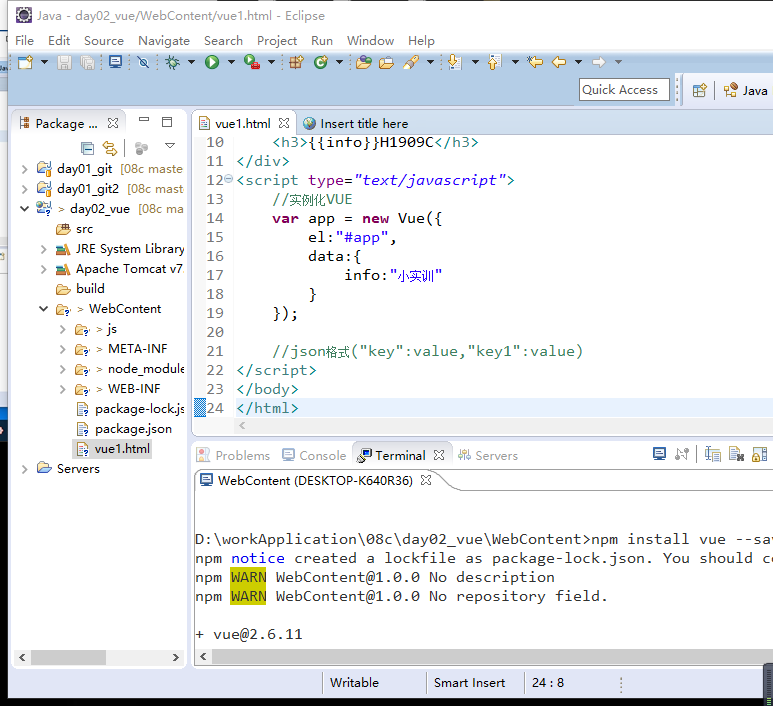 Java - day02_vue/WebContent/vue1.html - Eclipse
File Edit Source Navigate Search Project Run Window Help
Quick Access
Java
Package ...
day01_git [08c maste
day01_git2 [08c mast
> day02_vue [08c ma
src
JRE System Library
Apache Tomcat v7
build
> WebContent
> js
> META-INF
> node_module
> WEB-INF
package-lock.js
package.json
vue1.html
Servers
vue1.html
Insert title here
10 <h3>{{info}}H1909C</h3>
11 </div>
12 <script type="text/javascript">
13 //实例化VUE
14 var app = new Vue({
15 el:"#app",
16 data:{
17 info:"小实训"
18 }
19 });
20
21 //json格式("key":value,"key1":value)
22 </script>
23 </body>
24 </html>
Problems Console Terminal Servers
WebContent (DESKTOP-K640R36)
D:\workApplication\08c\day02_vue\WebContent>npm install vue --sav
npm notice created a lockfile as package-lock.json. You should co
npm WARN WebContent@1.0.0 No description
npm WARN WebContent@1.0.0 No repository field.
+ vue@2.6.11
Writable Smart Insert 24 : 8